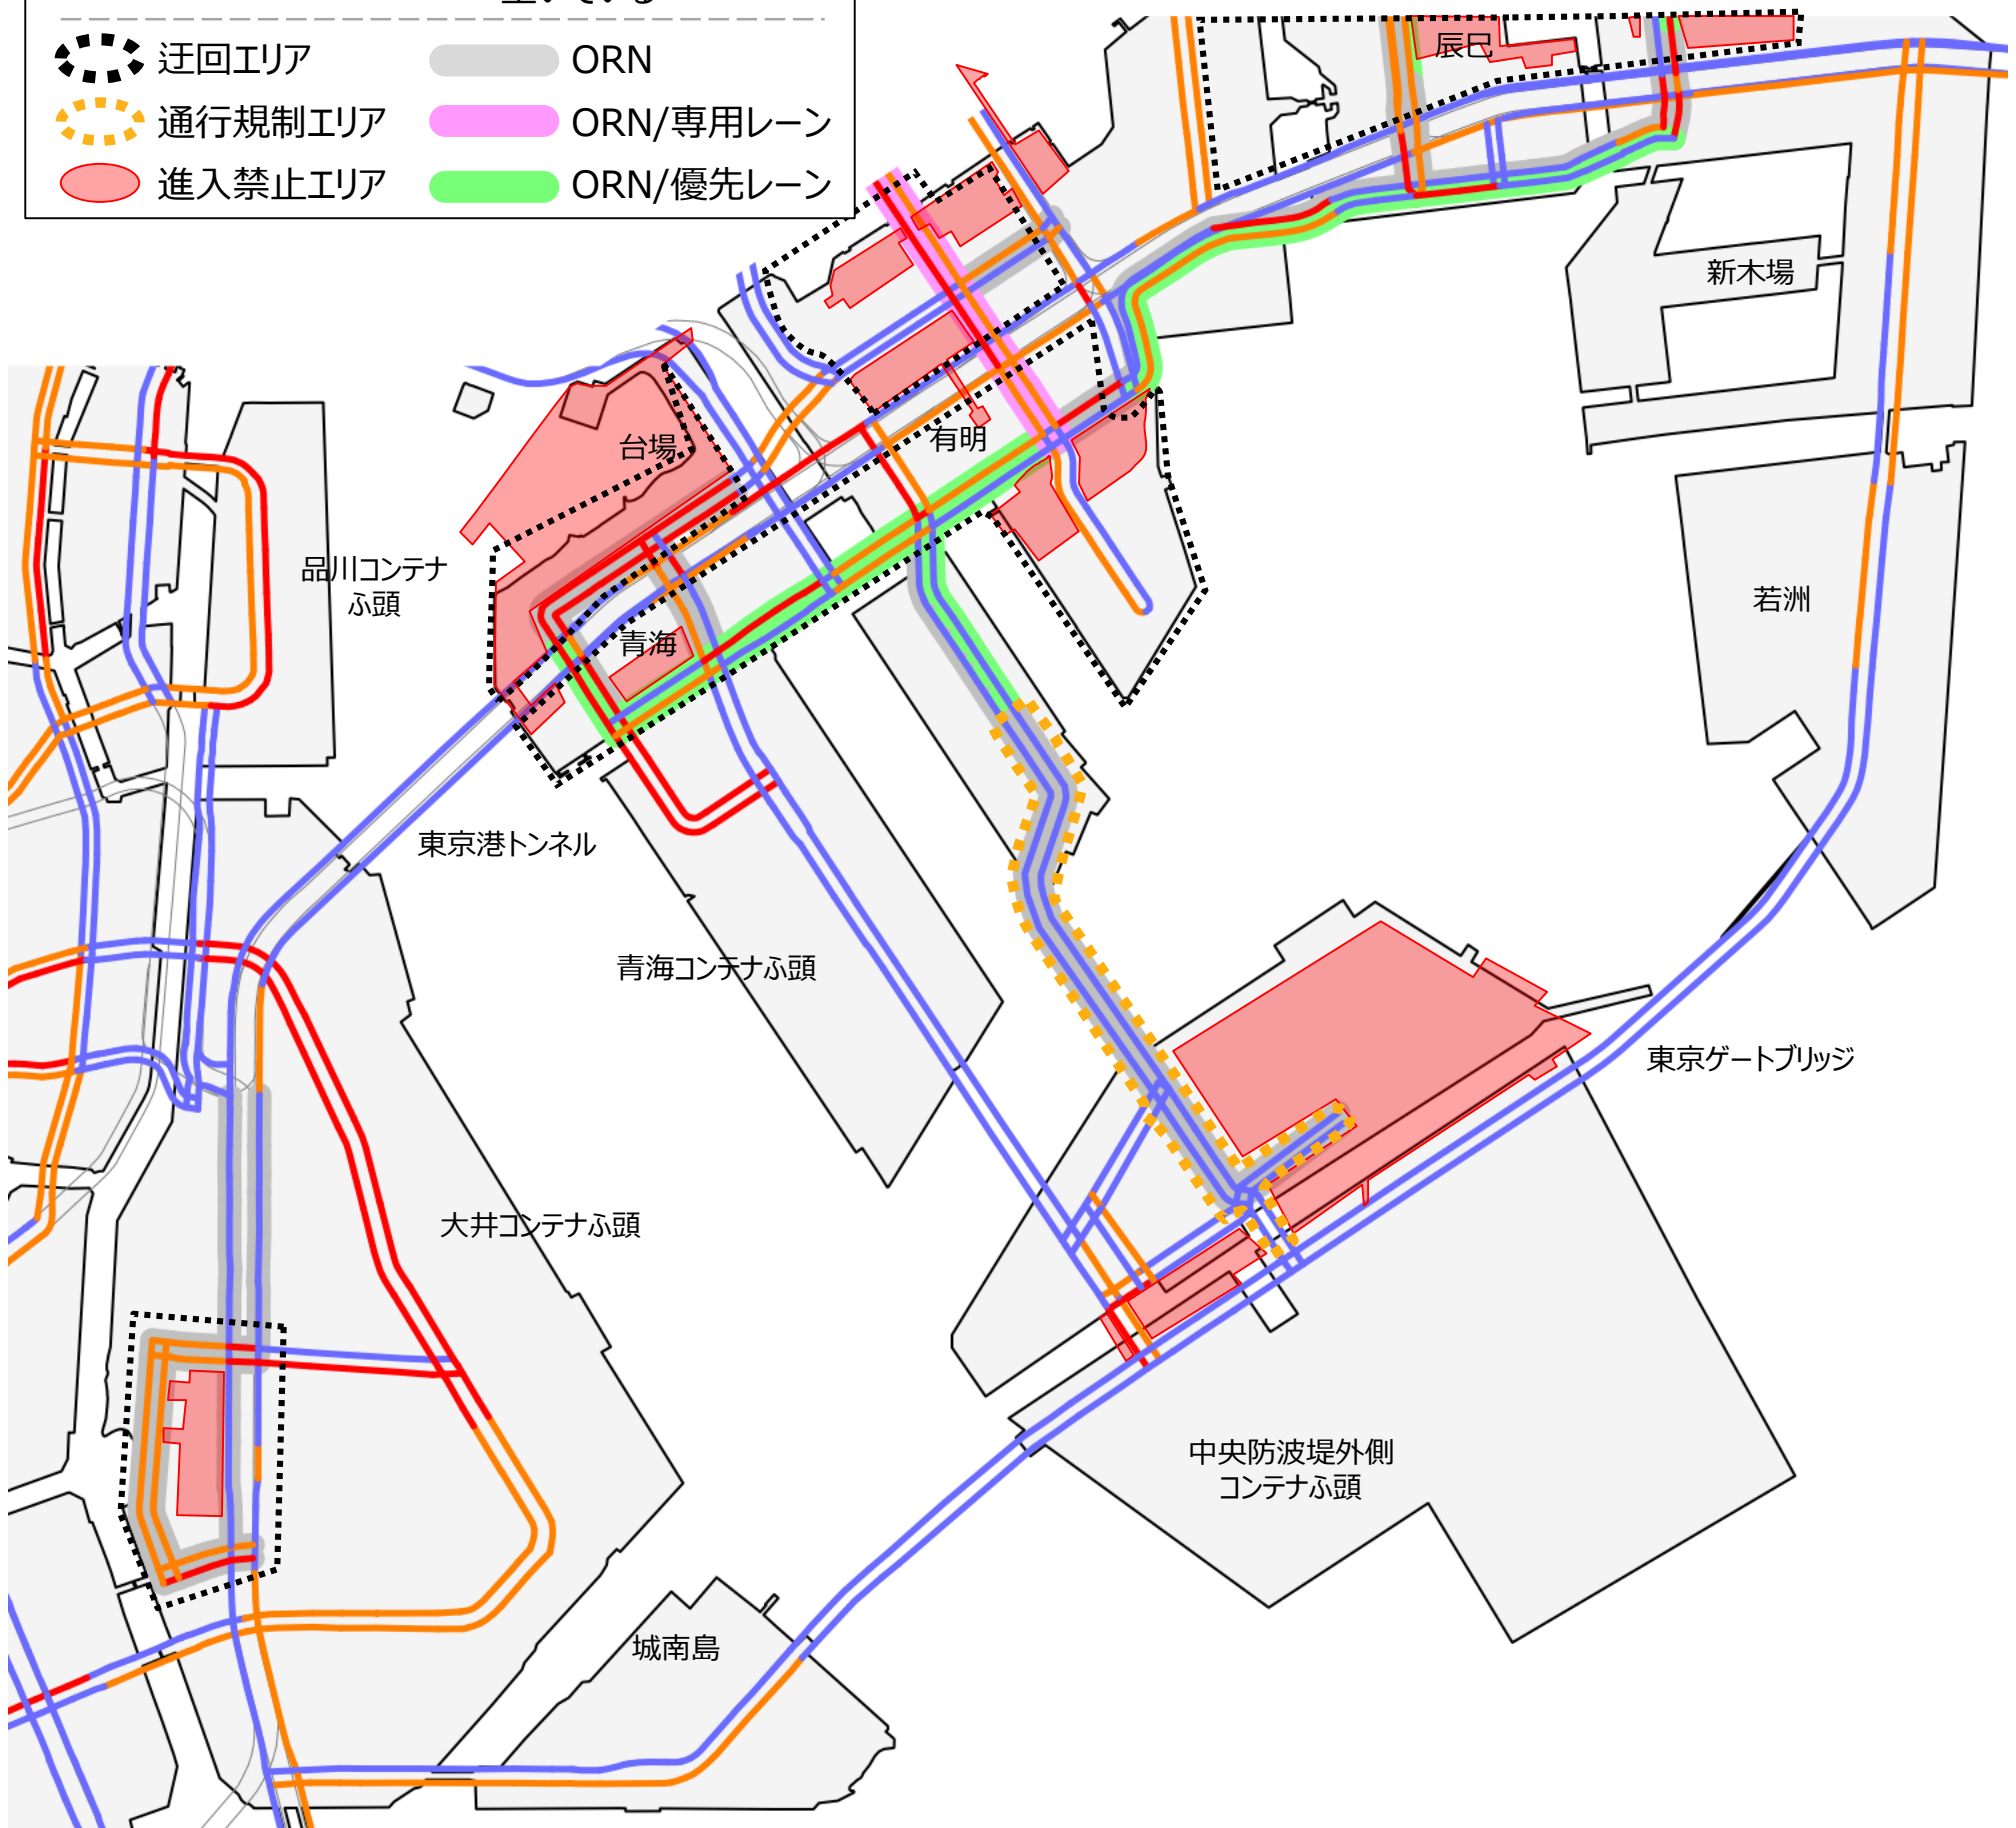 迂回エリア
ORN
通行規制エリア
ORN/専用レーン
進入禁止エリア
ORN/優先レーン
辰巳
新木場
台場
有明
品川コンテナ
ふ頭
若洲
青海
東京港トンネル
青海コンテナふ頭
東京ゲートブリッジ
大井コンテナふ頭
中央防波堤外側
コンテナふ頭
城南島